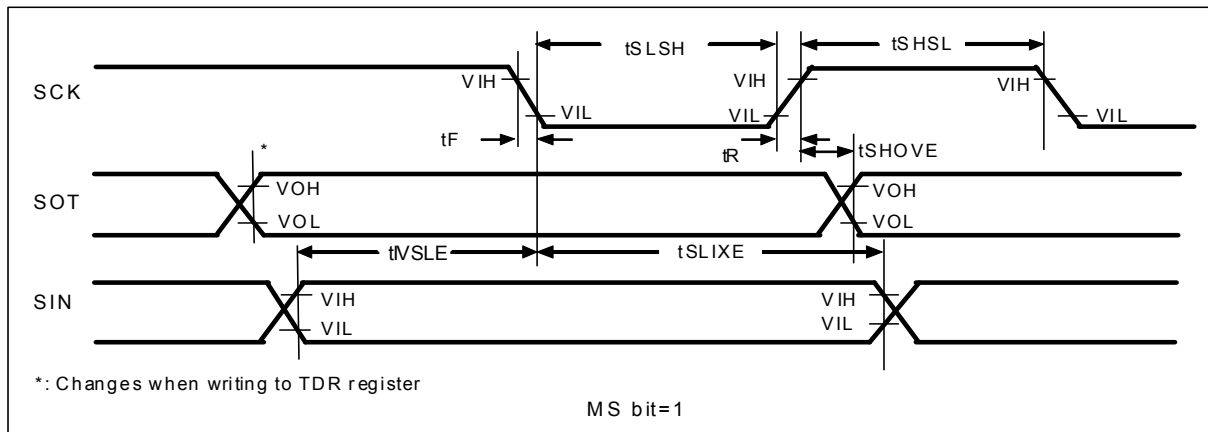 tSLSH
tSHSL
SCK
VIH
VIL
VIL
VIH
VIH
VIL
tF
tR
tSHOVE
*
SOT
VOH
VOL
VOH
VOL
tIVSLE
tSLIXE
SIN
VIH
VIL
VIH
VIL
*: Changes when writing to TDR register
MS bit=1